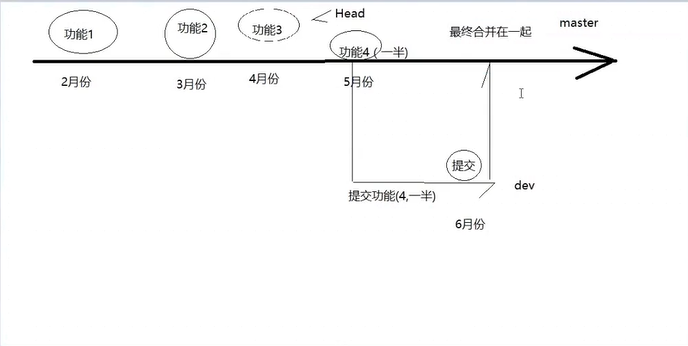 功能1
功能2
功能3
Head
功能4 (一半)
最终合并在一起
master
2月份
3月份
4月份
5月份
提交
提交功能(4,一半)
dev
6月份